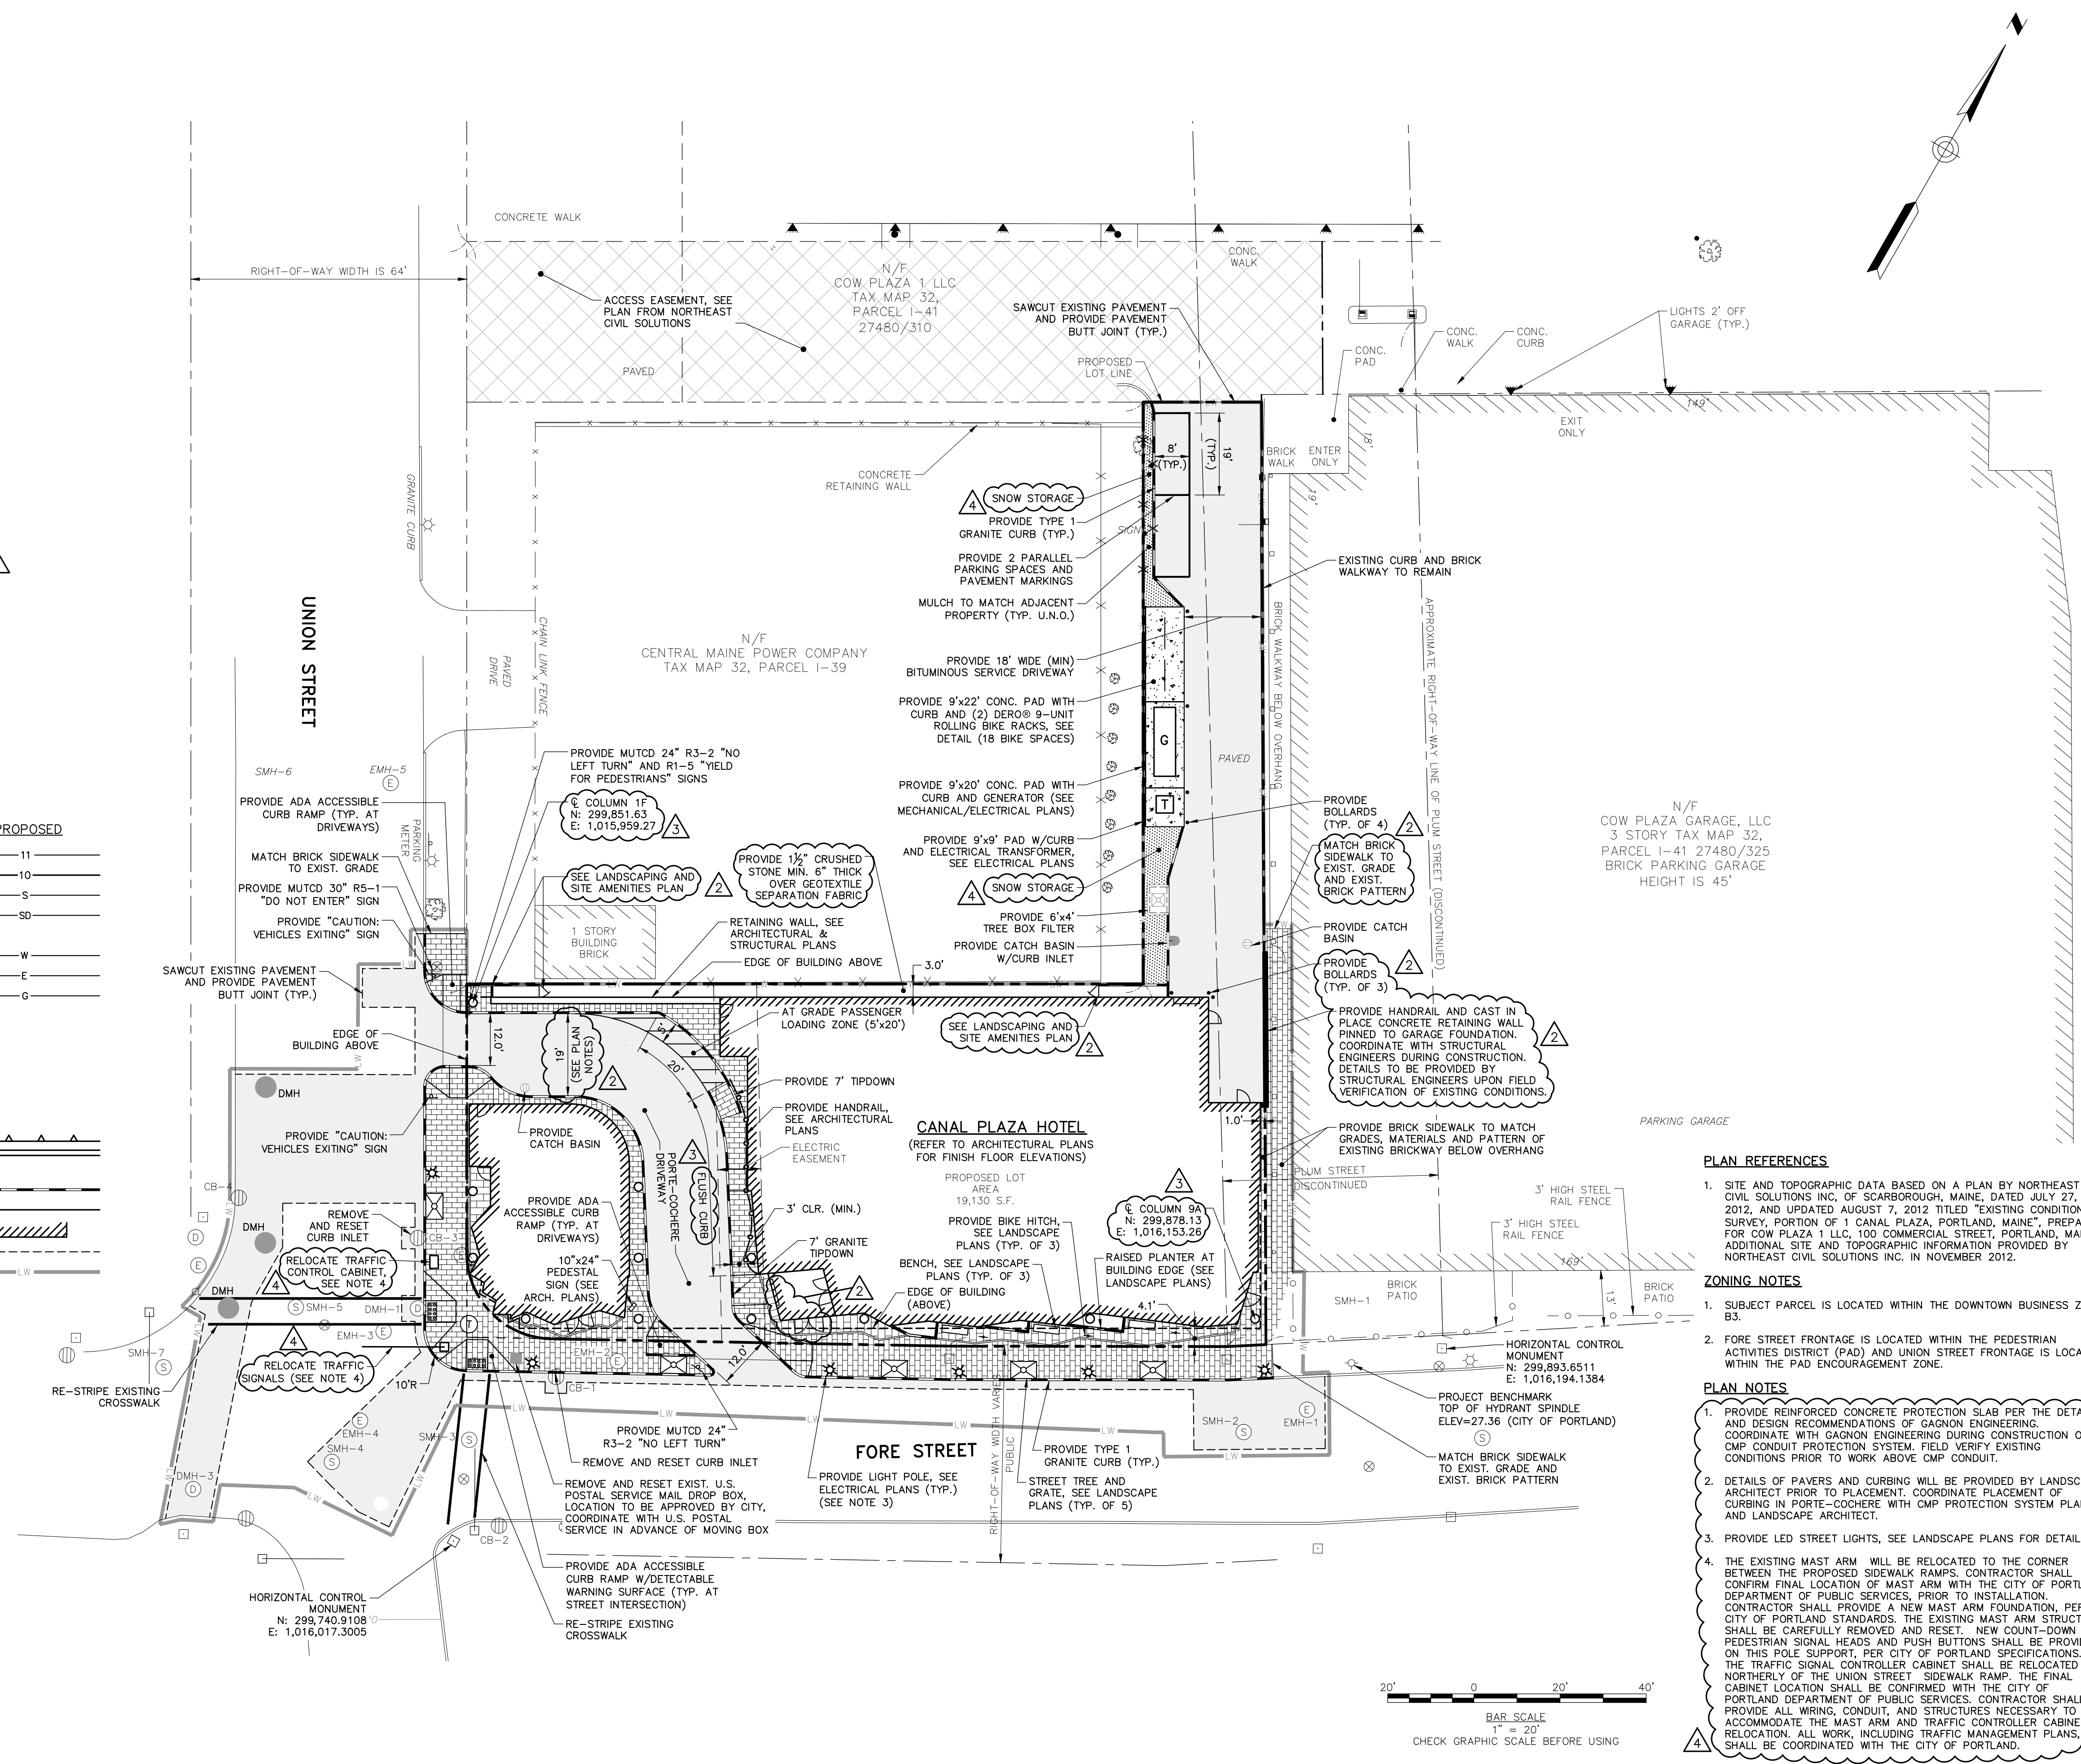 N
CONCRETE WALK
RIGHT-OF-WAY WIDTH IS 64'
N/F
COW PLAZA 1 LLC
TAX MAP 32,
PARCEL I-41
27480/310
CONC.
WALK
ACCESS EASEMENT, SEE
PLAN FROM NORTHEAST
CIVIL SOLUTIONS
PAVED
SAWCUT EXISTING PAVEMENT
AND PROVIDE PAVEMENT
BUTT JOINT (TYP.)
PROPOSED
LOT LINE
CONC.
PAD
CONC.
WALK
CONC.
CURB
LIGHTS 2' OFF
GARAGE (TYP.)
149'
EXIT
ONLY
18'
19'
BRICK
WALK
ENTER
ONLY
8'
(TYP.)
19'
(TYP.)
CONCRETE
RETAINING WALL
GRANITE CURB
4
SNOW STORAGE
SIGN
PROVIDE TYPE 1
GRANITE CURB (TYP.)
PROVIDE 2 PARALLEL
PARKING SPACES AND
PAVEMENT MARKINGS
MULCH TO MATCH ADJACENT
PROPERTY (TYP. U.N.O.)
PROVIDE 18' WIDE (MIN)
BITUMINOUS SERVICE DRIVEWAY
PROVIDE 9'x22' CONC. PAD WITH
CURB AND (2) DERO® 9-UNIT
ROLLING BIKE RACKS, SEE
DETAIL (18 BIKE SPACES)
G
PROVIDE 9'x20' CONC. PAD WITH
CURB AND GENERATOR (SEE
MECHANICAL/ELECTRICAL PLANS)
T
PROVIDE 9'x9' PAD W/CURB
AND ELECTRICAL TRANSFORMER,
SEE ELECTRICAL PLANS
4
SNOW STORAGE
PROVIDE 6'x4'
TREE BOX FILTER
PROVIDE CATCH BASIN
W/CURB INLET
EXISTING CURB AND BRICK
WALKWAY TO REMAIN
BRICK WALKWAY BELOW OVERHANG
APPROXIMATE RIGHT-OF-WAY LINE OF PLUM STREET (DISCONTINUED)
PAVED
N/F
CENTRAL MAINE POWER COMPANY
TAX MAP 32, PARCEL I-39
UNION STREET
PAVED
DRIVE
CHAIN LINK FENCE
PARKING
METER
SMH-6
EMH-5
E
PROVIDE MUTCD 24" R3-2 "NO
LEFT TURN" AND R1-5 "YIELD
FOR PEDESTRIANS" SIGNS
℄ COLUMN 1F
N: 299,851.63
E: 1,015,959.27
3
SEE LANDSCAPING AND
SITE AMENITIES PLAN
2
PROVIDE 1½" CRUSHED
STONE MIN. 6" THICK
OVER GEOTEXTILE
SEPARATION FABRIC
1 STORY
BUILDING
BRICK
RETAINING WALL, SEE
ARCHITECTURAL &
STRUCTURAL PLANS
EDGE OF BUILDING ABOVE
3.0'
PROPOSED
11
10
S
SD
W
E
G
LW
PROVIDE ADA ACCESSIBLE
CURB RAMP (TYP. AT
DRIVEWAYS)
MATCH BRICK SIDEWALK
TO EXIST. GRADE
PROVIDE MUTCD 30" R5-1
"DO NOT ENTER" SIGN
PROVIDE "CAUTION:
VEHICLES EXITING" SIGN
SAWCUT EXISTING PAVEMENT
AND PROVIDE PAVEMENT
BUTT JOINT (TYP.)
EDGE OF
BUILDING ABOVE
PROVIDE "CAUTION:
VEHICLES EXITING" SIGN
PROVIDE
BOLLARDS
(TYP. OF 4)
2
MATCH BRICK
SIDEWALK TO
EXIST. GRADE
AND EXIST.
BRICK PATTERN
PROVIDE CATCH
BASIN
PROVIDE
BOLLARDS
(TYP. OF 3)
2
PROVIDE HANDRAIL AND CAST IN
PLACE CONCRETE RETAINING WALL
PINNED TO GARAGE FOUNDATION.
COORDINATE WITH STRUCTURAL
ENGINEERS DURING CONSTRUCTION.
DETAILS TO BE PROVIDED BY
STRUCTURAL ENGINEERS UPON FIELD
VERIFICATION OF EXISTING CONDITIONS.
2
PROVIDE BRICK SIDEWALK TO MATCH
GRADES, MATERIALS AND PATTERN OF
EXISTING BRICKWAY BELOW OVERHANG
N/F
COW PLAZA GARAGE, LLC
3 STORY TAX MAP 32,
PARCEL I-41 27480/325
BRICK PARKING GARAGE
HEIGHT IS 45'
PARKING GARAGE
AT GRADE PASSENGER
LOADING ZONE (5'x20')
SEE LANDSCAPING AND
SITE AMENITIES PLAN
2
12.0'
19'
(SEE PLAN
NOTES)
2
5'
20'
PROVIDE 7' TIPDOWN
PROVIDE HANDRAIL,
SEE ARCHITECTURAL
PLANS
ELECTRIC
EASEMENT
CANAL PLAZA HOTEL
(REFER TO ARCHITECTURAL PLANS
FOR FINISH FLOOR ELEVATIONS)
PROPOSED LOT
AREA
19,130 S.F.
1.0'
PLUM STREET
DISCONTINUED
PROVIDE
CATCH BASIN
PORTE-COCHERE
DRIVEWAY
3
FLUSH CURB
3' CLR. (MIN.)
7' GRANITE
TIPDOWN
2
PROVIDE ADA
ACCESSIBLE CURB
RAMP (TYP. AT
DRIVEWAYS)
10"x24"
PEDESTAL
SIGN (SEE
ARCH. PLANS)
PROVIDE BIKE HITCH,
SEE LANDSCAPE
PLANS (TYP. OF 3)
BENCH, SEE LANDSCAPE
PLANS (TYP. OF 3)
EDGE OF BUILDING
(ABOVE)
3
℄ COLUMN 9A
N: 299,878.13
E: 1,016,153.26
RAISED PLANTER AT
BUILDING EDGE (SEE
LANDSCAPE PLANS)
4.1'
DMH
CB-4
DMH
DMH
REMOVE
AND RESET
CURB INLET
CB-3
RELOCATE TRAFFIC
CONTROL CABINET,
SEE NOTE 4
4
SMH-5
DMH-1
EMH-3
4
RELOCATE TRAFFIC
SIGNALS (SEE NOTE 4)
SMH-7
RE-STRIPE EXISTING
CROSSWALK
10'R
EMH-2
CB-1
12.0'
EMH-4
SMH-4
SMH-3
DMH-3
CB-2
PROVIDE MUTCD 24"
R3-2 "NO LEFT TURN"
REMOVE AND RESET CURB INLET
REMOVE AND RESET EXIST. U.S.
POSTAL SERVICE MAIL DROP BOX,
LOCATION TO BE APPROVED BY CITY,
COORDINATE WITH U.S. POSTAL
SERVICE IN ADVANCE OF MOVING BOX
PROVIDE ADA ACCESSIBLE
CURB RAMP W/DETECTABLE
WARNING SURFACE (TYP. AT
STREET INTERSECTION)
RE-STRIPE EXISTING
CROSSWALK
HORIZONTAL CONTROL
MONUMENT
N: 299,740.9108
E: 1,016,017.3005
FORE STREET
PROVIDE LIGHT POLE, SEE
ELECTRICAL PLANS (TYP.)
(SEE NOTE 3)
RIGHT-OF-WAY WIDTH VARIES
PUBLIC
PROVIDE TYPE 1
GRANITE CURB (TYP.)
STREET TREE AND
GRATE, SEE LANDSCAPE
PLANS (TYP. OF 5)
SMH-2
EMH-1
SMH-1
BRICK
PATIO
3' HIGH STEEL
RAIL FENCE
3' HIGH STEEL
RAIL FENCE
169'
13'
BRICK
PATIO
HORIZONTAL CONTROL
MONUMENT
N: 299,893.6511
E: 1,016,194.1384
PROJECT BENCHMARK
TOP OF HYDRANT SPINDLE
ELEV=27.36 (CITY OF PORTLAND)
MATCH BRICK SIDEWALK
TO EXIST. GRADE AND
EXIST. BRICK PATTERN
20' 0 20' 40'
BAR SCALE
1" = 20'
CHECK GRAPHIC SCALE BEFORE USING
PLAN REFERENCES
1. SITE AND TOPOGRAPHIC DATA BASED ON A PLAN BY NORTHEAST
CIVIL SOLUTIONS INC, OF SCARBOROUGH, MAINE, DATED JULY 27,
2012, AND UPDATED AUGUST 7, 2012 TITLED "EXISTING CONDITION
SURVEY, PORTION OF 1 CANAL PLAZA, PORTLAND, MAINE", PREPA
FOR COW PLAZA 1 LLC, 100 COMMERCIAL STREET, PORTLAND, MA
ADDITIONAL SITE AND TOPOGRAPHIC INFORMATION PROVIDED BY
NORTHEAST CIVIL SOLUTIONS INC. IN NOVEMBER 2012.
ZONING NOTES
1. SUBJECT PARCEL IS LOCATED WITHIN THE DOWNTOWN BUSINESS Z
B3.
2. FORE STREET FRONTAGE IS LOCATED WITHIN THE PEDESTRIAN
ACTIVITIES DISTRICT (PAD) AND UNION STREET FRONTAGE IS LOCA
WITHIN THE PAD ENCOURAGEMENT ZONE.
PLAN NOTES
1. PROVIDE REINFORCED CONCRETE PROTECTION SLAB PER THE DETA
AND DESIGN RECOMMENDATIONS OF GAGNON ENGINEERING.
COORDINATE WITH GAGNON ENGINEERING DURING CONSTRUCTION O
CMP CONDUIT PROTECTION SYSTEM. FIELD VERIFY EXISTING
CONDITIONS PRIOR TO WORK ABOVE CMP CONDUIT.
2. DETAILS OF PAVERS AND CURBING WILL BE PROVIDED BY LANDSC
ARCHITECT PRIOR TO PLACEMENT. COORDINATE PLACEMENT OF
CURBING IN PORTE-COCHERE WITH CMP PROTECTION SYSTEM PLA
AND LANDSCAPE ARCHITECT.
3. PROVIDE LED STREET LIGHTS, SEE LANDSCAPE PLANS FOR DETAIL
4. THE EXISTING MAST ARM WILL BE RELOCATED TO THE CORNER
BETWEEN THE PROPOSED SIDEWALK RAMPS. CONTRACTOR SHALL
CONFIRM FINAL LOCATION OF MAST ARM WITH THE CITY OF PORTL
DEPARTMENT OF PUBLIC SERVICES, PRIOR TO INSTALLATION.
CONTRACTOR SHALL PROVIDE A NEW MAST ARM FOUNDATION, PER
CITY OF PORTLAND STANDARDS. THE EXISTING MAST ARM STRUCT
SHALL BE CAREFULLY REMOVED AND RESET. NEW COUNT-DOWN
PEDESTRIAN SIGNAL HEADS AND PUSH BUTTONS SHALL BE PROVI
ON THIS POLE SUPPORT, PER CITY OF PORTLAND SPECIFICATIONS.
THE TRAFFIC SIGNAL CONTROLLER CABINET SHALL BE RELOCATED
NORTHERLY OF THE UNION STREET SIDEWALK RAMP. THE FINAL
CABINET LOCATION SHALL BE CONFIRMED WITH THE CITY OF
PORTLAND DEPARTMENT OF PUBLIC SERVICES. CONTRACTOR SHALL
PROVIDE ALL WIRING, CONDUIT, AND STRUCTURES NECESSARY TO
ACCOMMODATE THE MAST ARM AND TRAFFIC CONTROLLER CABINE
RELOCATION. ALL WORK, INCLUDING TRAFFIC MANAGEMENT PLANS,
SHALL BE COORDINATED WITH THE CITY OF PORTLAND.
4